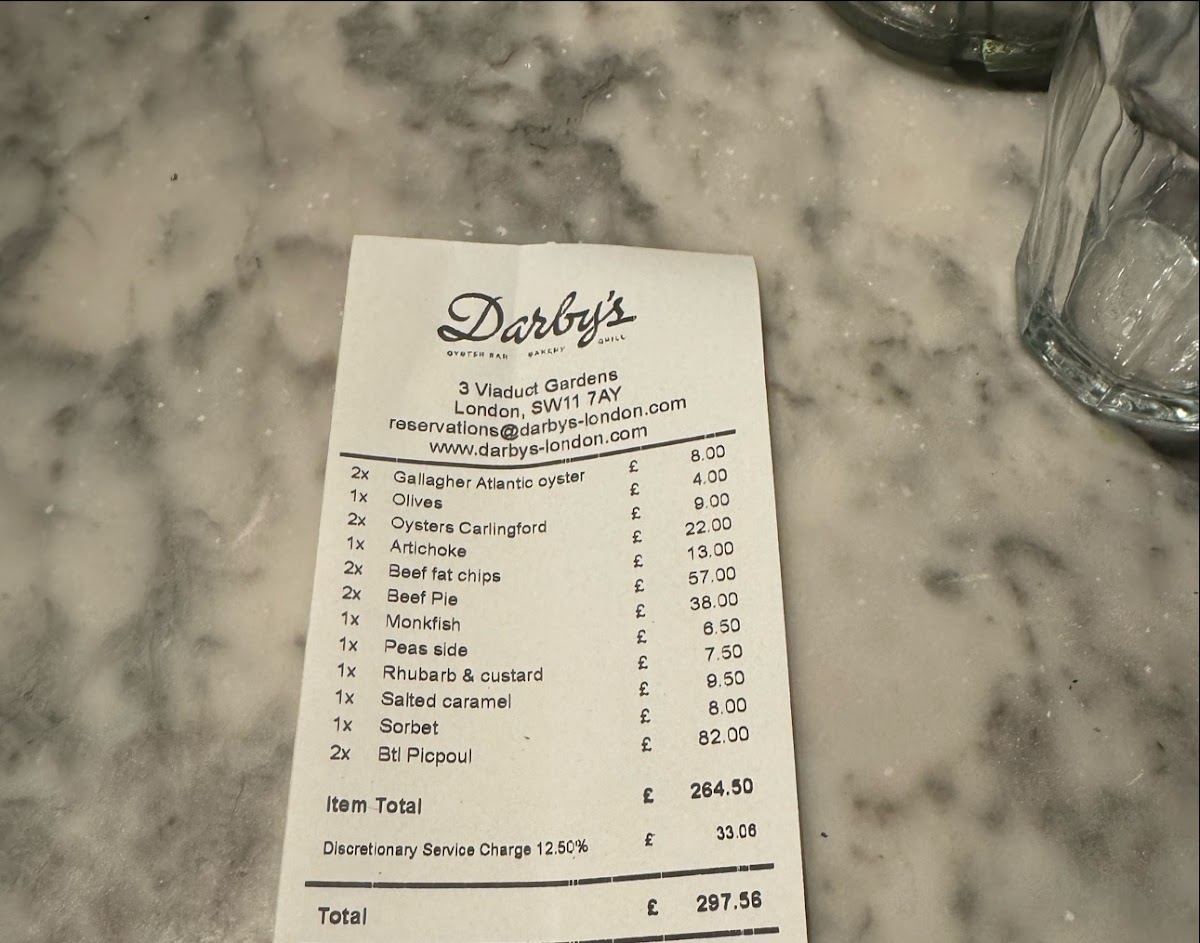 Darby's
OYSTER BAR BAKERY GRILL
3 Viaduct Gardens
London, SW11 7AY
reservations@darbys-london.com
www.darbys-london.com
2x Gallagher Atlantic oyster £ 8.00
1x Olives £ 4.00
2x Oysters Carlingford £ 9.00
1x Artichoke £ 22.00
2x Beef fat chips £ 13.00
2x Beef Pie £ 57.00
1x Monkfish £ 38.00
1x Peas side £ 6.50
1x Rhubarb & custard £ 7.50
1x Salted caramel £ 9.50
1x Sorbet £ 8.00
2x Btl Picpoul £ 82.00
Item Total £ 264.50
Discretionary Service Charge 12.50% £ 33.06
Total £ 297.56